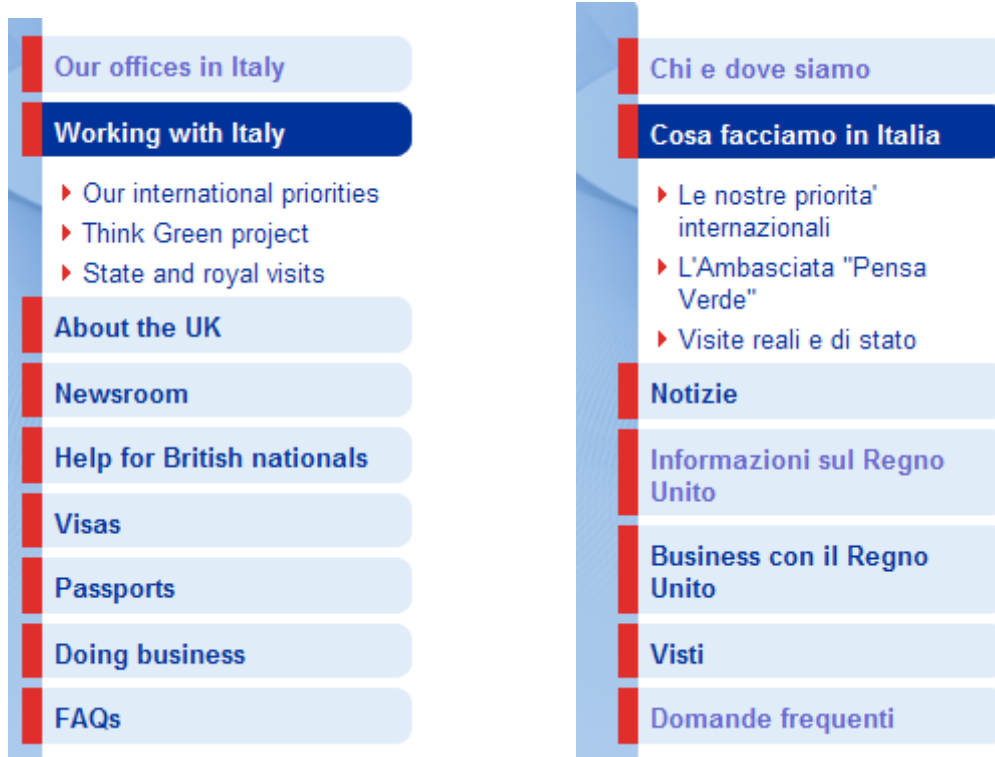 Our offices in Italy
Working with Italy
Our international priorities
Think Green project
State and royal visits
About the UK
Newsroom
Help for British nationals
Visas
Passports
Doing business
FAQs
Chi e dove siamo
Cosa facciamo in Italia
Le nostre priorita'
internazionali
L'Ambasciata "Pensa
Verde"
Visite reali e di stato
Notizie
Informazioni sul Regno
Unito
Business con il Regno
Unito
Visti
Domande frequenti